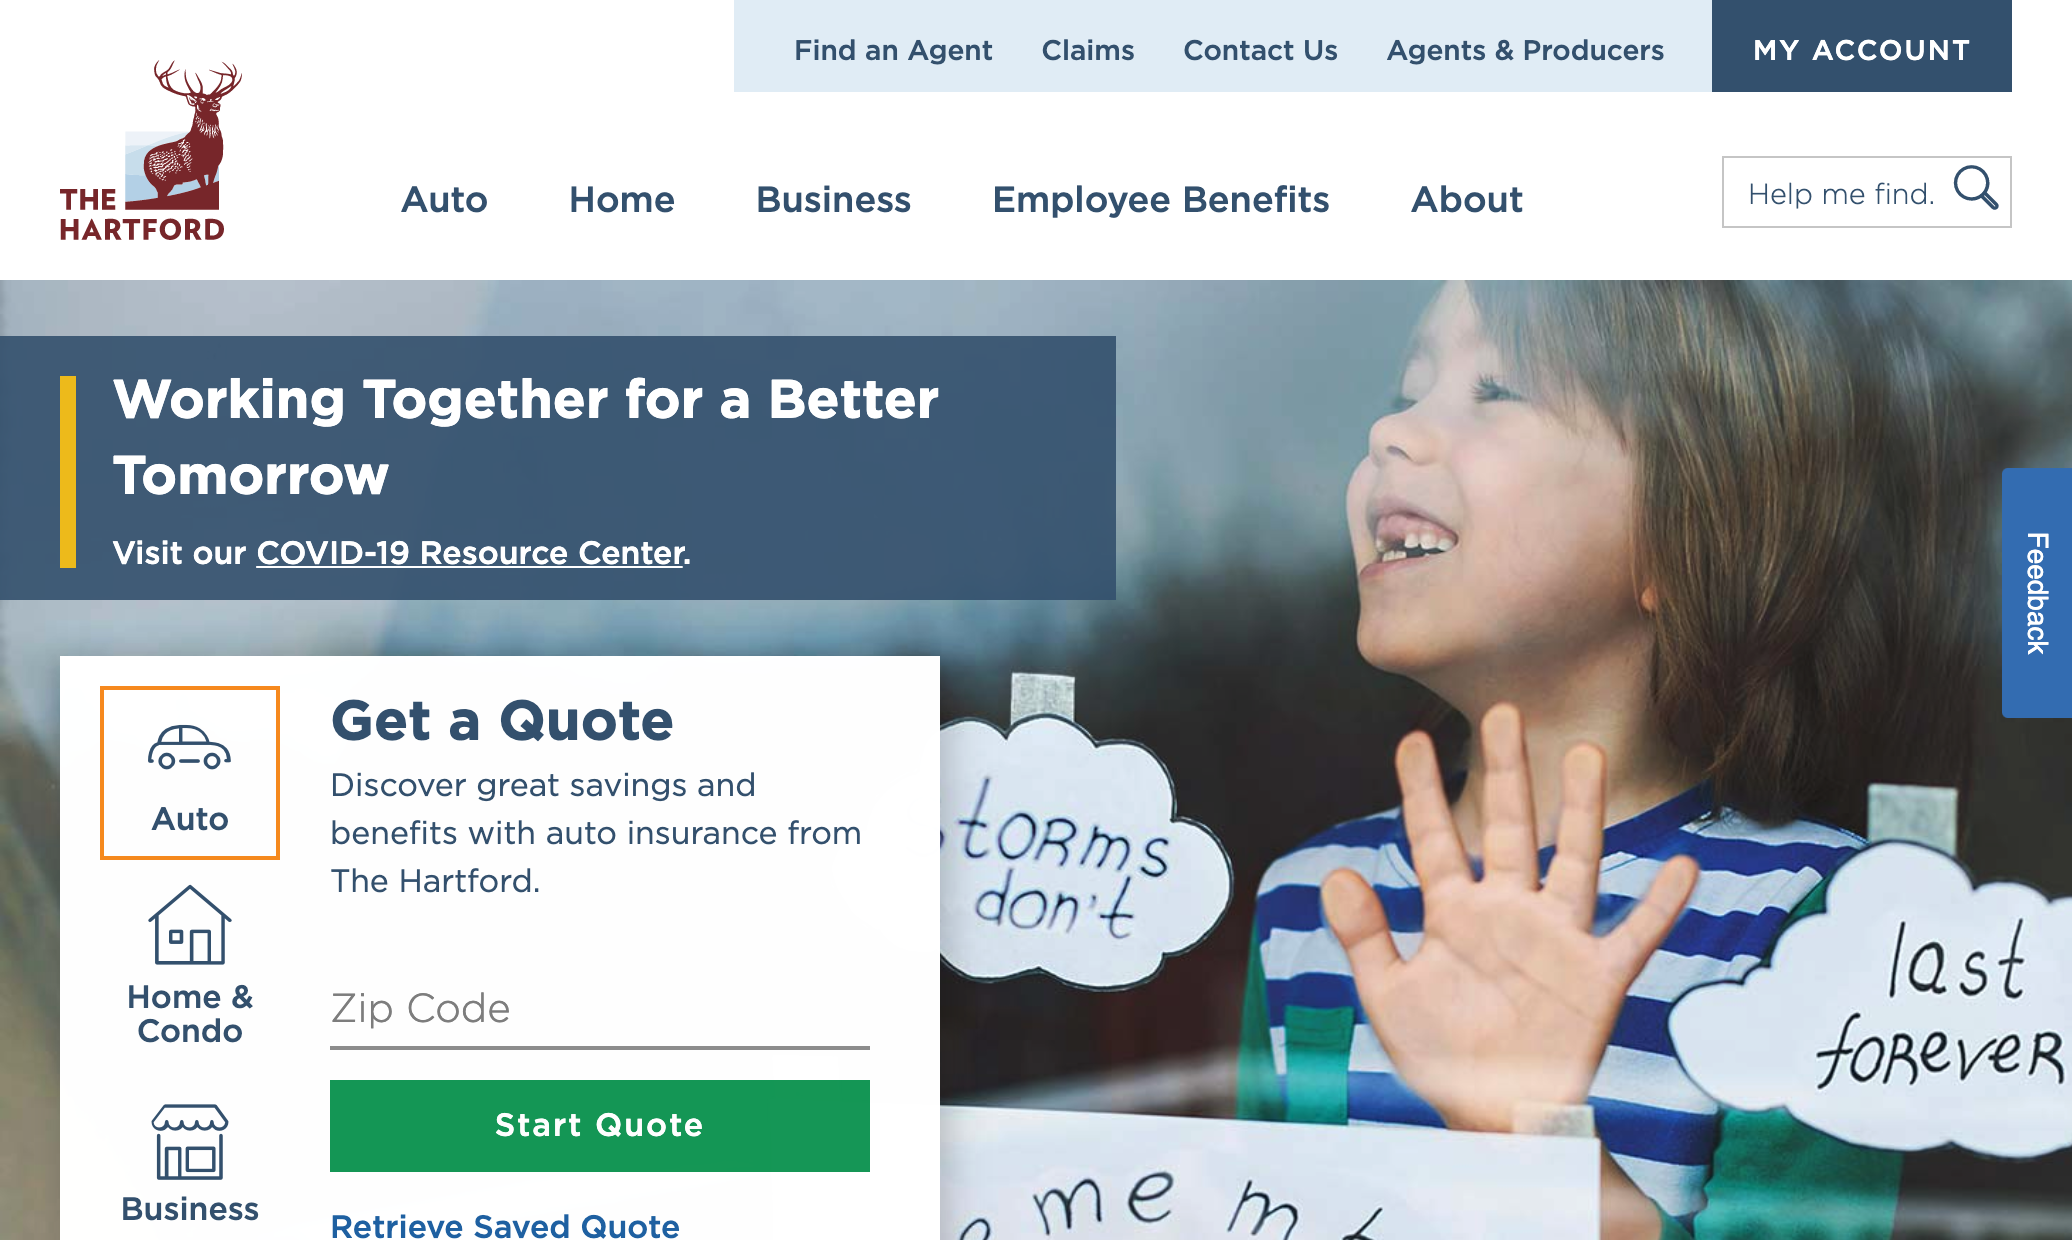 Find an Agent Claims Contact Us Agents & Producers MY ACCOUNT
THE
HARTFORD
Auto Home Business Employee Benefits About
Help me find.
Working Together for a Better
Tomorrow
Visit our COVID-19 Resource Center.
Feedback
Get a Quote
Discover great savings and
benefits with auto insurance from
The Hartford.
Auto
Home &
Condo
Business
Zip Code
Start Quote
Retrieve Saved Quote
torms
don't
last
forever
me